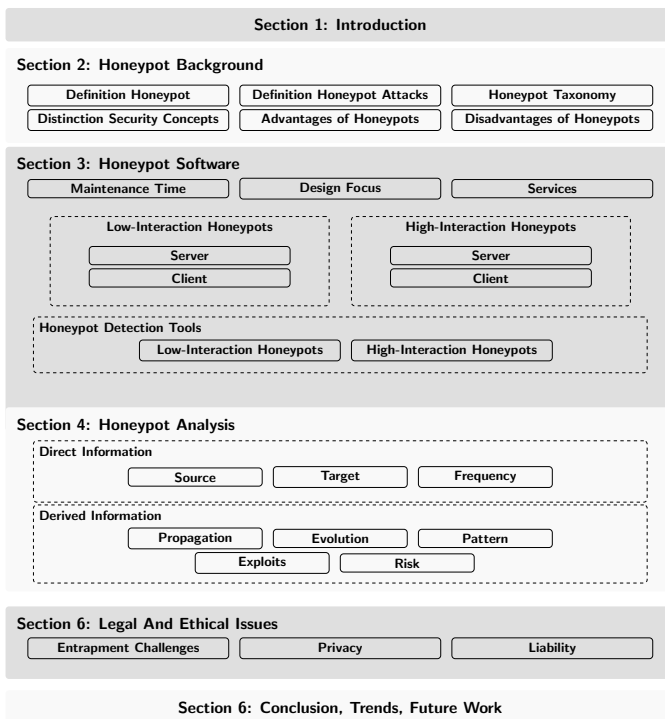 Section 1: Introduction
Section 2: Honeypot Background
Definition Honeypot
Definition Honeypot Attacks
Honeypot Taxonomy
Distinction Security Concepts
Advantages of Honeypots
Disadvantages of Honeypots
Section 3: Honeypot Software
Maintenance Time
Design Focus
Services
Low-Interaction Honeypots
Server
Client
High-Interaction Honeypots
Server
Client
Honeypot Detection Tools
Low-Interaction Honeypots
High-Interaction Honeypots
Section 4: Honeypot Analysis
Direct Information
Source
Target
Frequency
Derived Information
Propagation
Evolution
Pattern
Exploits
Risk
Section 6: Legal And Ethical Issues
Entrapment Challenges
Privacy
Liability
Section 6: Conclusion, Trends, Future Work